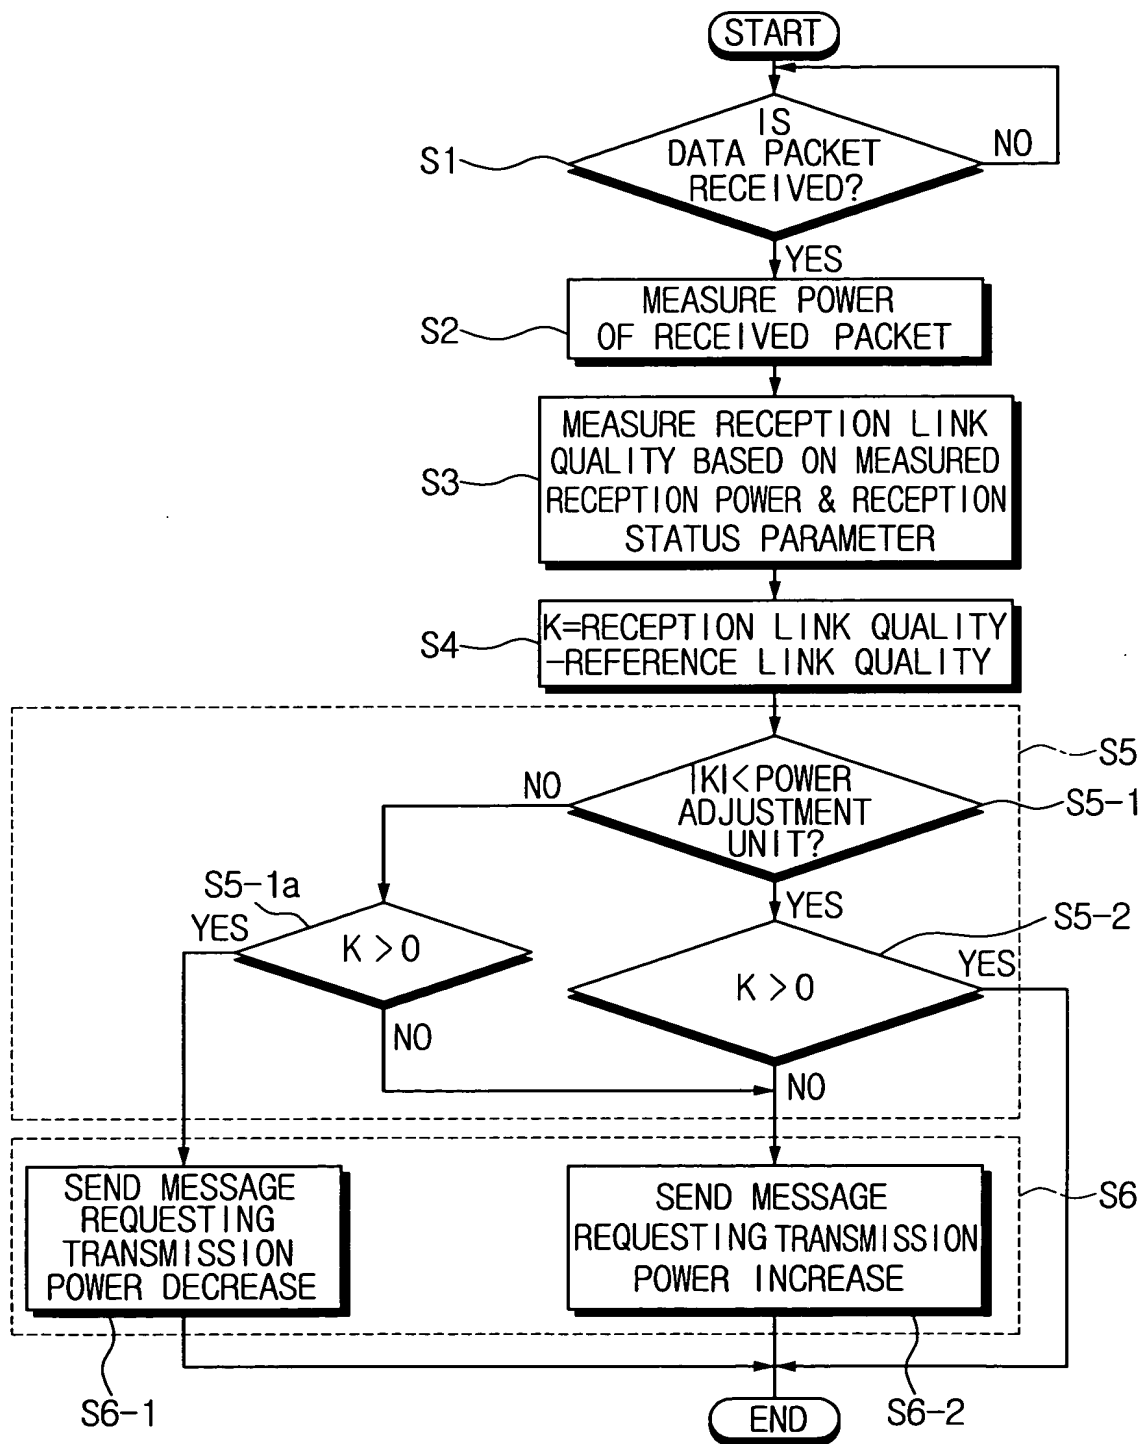 START
IS
DATA PACKET
RECEIVED?
NO
S1
YES
MEASURE POWER
OF RECEIVED PACKET
S2
MEASURE RECEPTION LINK
QUALITY BASED ON MEASURED
RECEPTION POWER & RECEPTION
STATUS PARAMETER
S3
K=RECEPTION LINK QUALITY
-REFERENCE LINK QUALITY
S4
S5
|K|<POWER
ADJUSTMENT
UNIT?
NO
S5-1
YES
S5-1a
YES
K>0
NO
S5-2
YES
K>0
NO
S6
SEND MESSAGE
REQUESTING
TRANSMISSION
POWER DECREASE
SEND MESSAGE
REQUESTING TRANSMISSION
POWER INCREASE
S6-1
S6-2
END